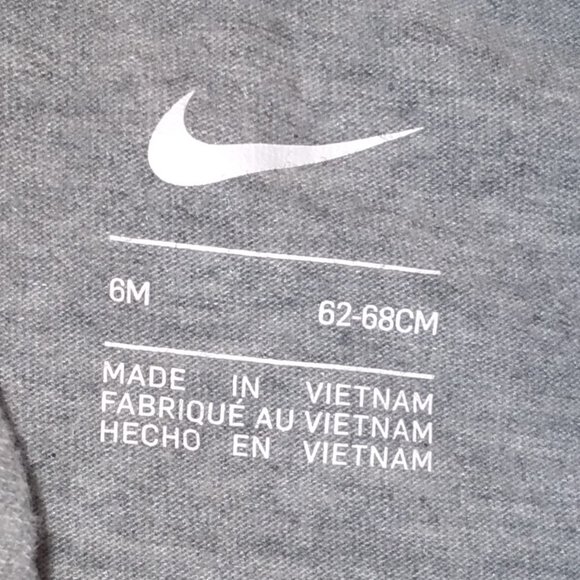 6M 62-68CM
MADE IN VIETNAM
FABRIQUÉ AU VIETNAM
HECHO EN VIETNAM